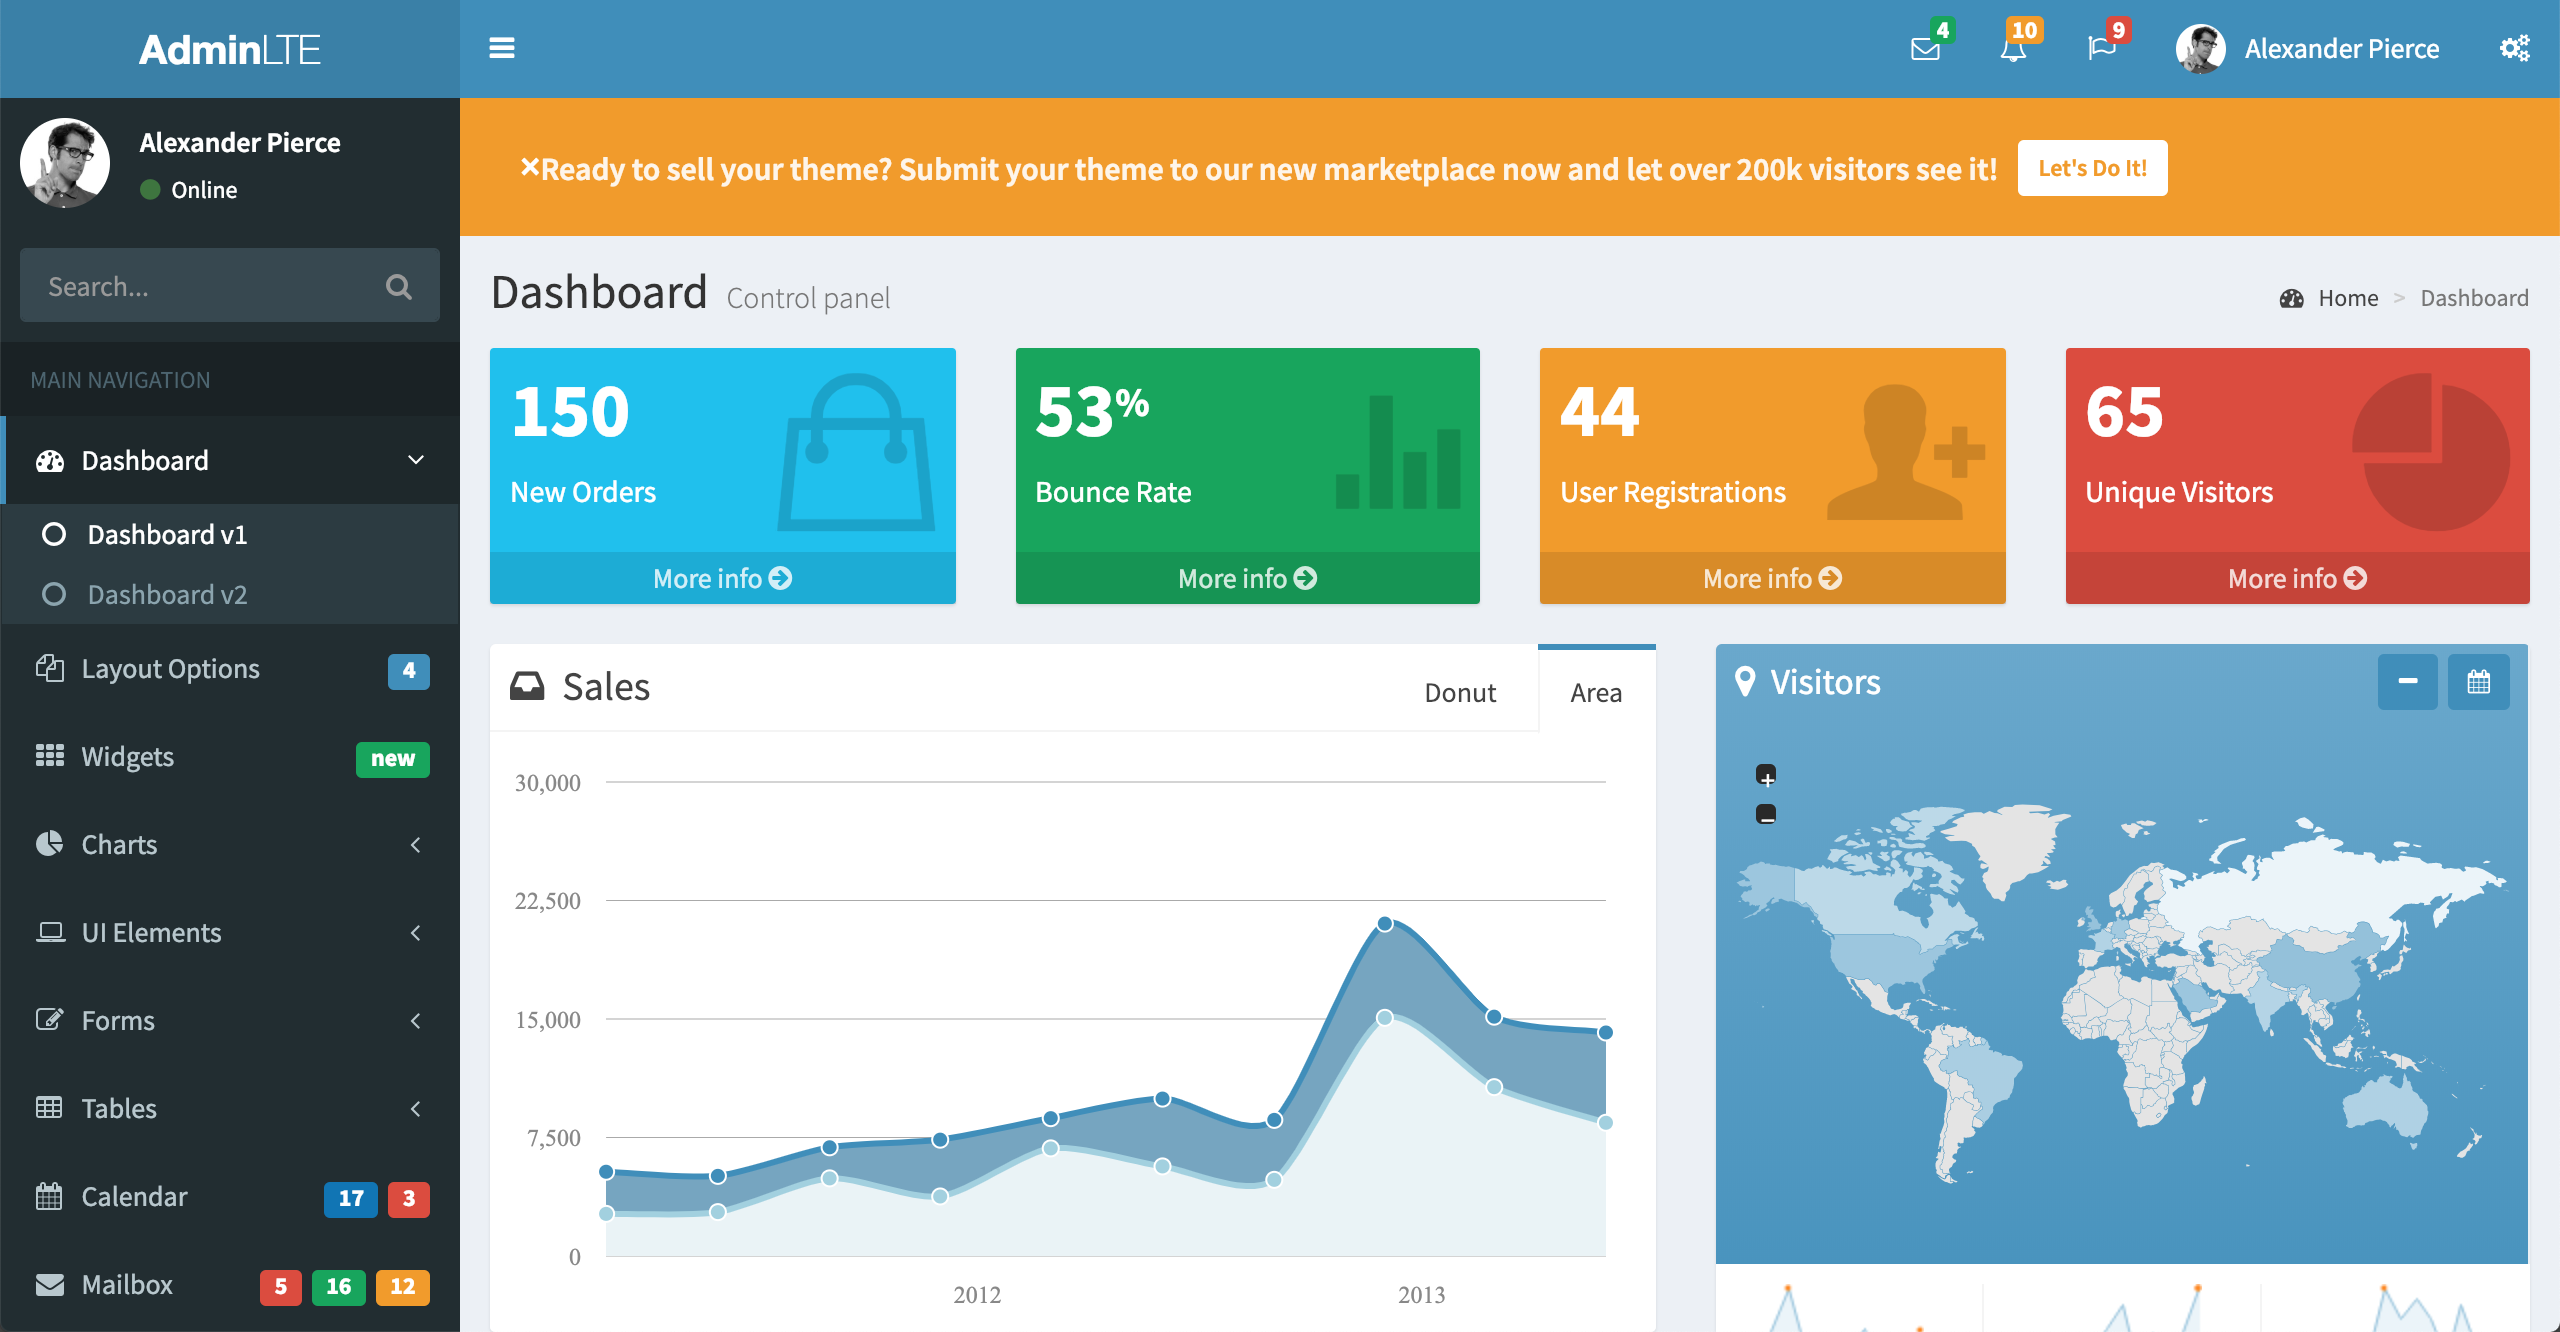 AdminLTE
4
10
9
Alexander Pierce
Alexander Pierce
Online
Search...
MAIN NAVIGATION
Dashboard
Dashboard v1
Dashboard v2
Layout Options 4
Widgets new
Charts
UI Elements
Forms
Tables
Calendar 17 3
Mailbox 5 16 12
×Ready to sell your theme? Submit your theme to our new marketplace now and let over 200k visitors see it! Let's Do It!
Dashboard Control panel
Home > Dashboard
150
New Orders
More info
53%
Bounce Rate
More info
44
User Registrations
More info
65
Unique Visitors
More info
Sales
Donut
Area
30,000
22,500
15,000
7,500
0
2012
2013
Visitors
+
−